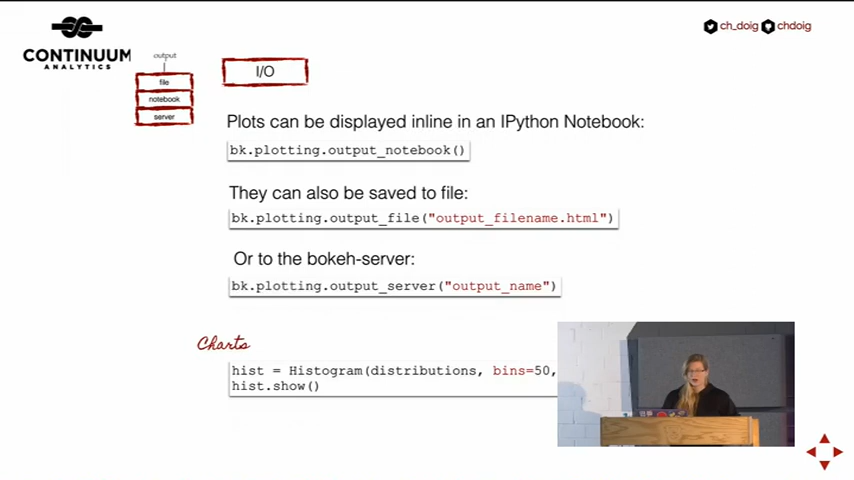 ch_doig chdoig
CONTINUUM
ANALYTICS
output
file
notebook
server
I/O
Plots can be displayed inline in an IPython Notebook:
bk.plotting.output_notebook()
They can also be saved to file:
bk.plotting.output_file("output_filename.html")
Or to the bokeh-server:
bk.plotting.output_server("output_name")
Charts
hist = Histogram(distributions, bins=50,
hist.show()